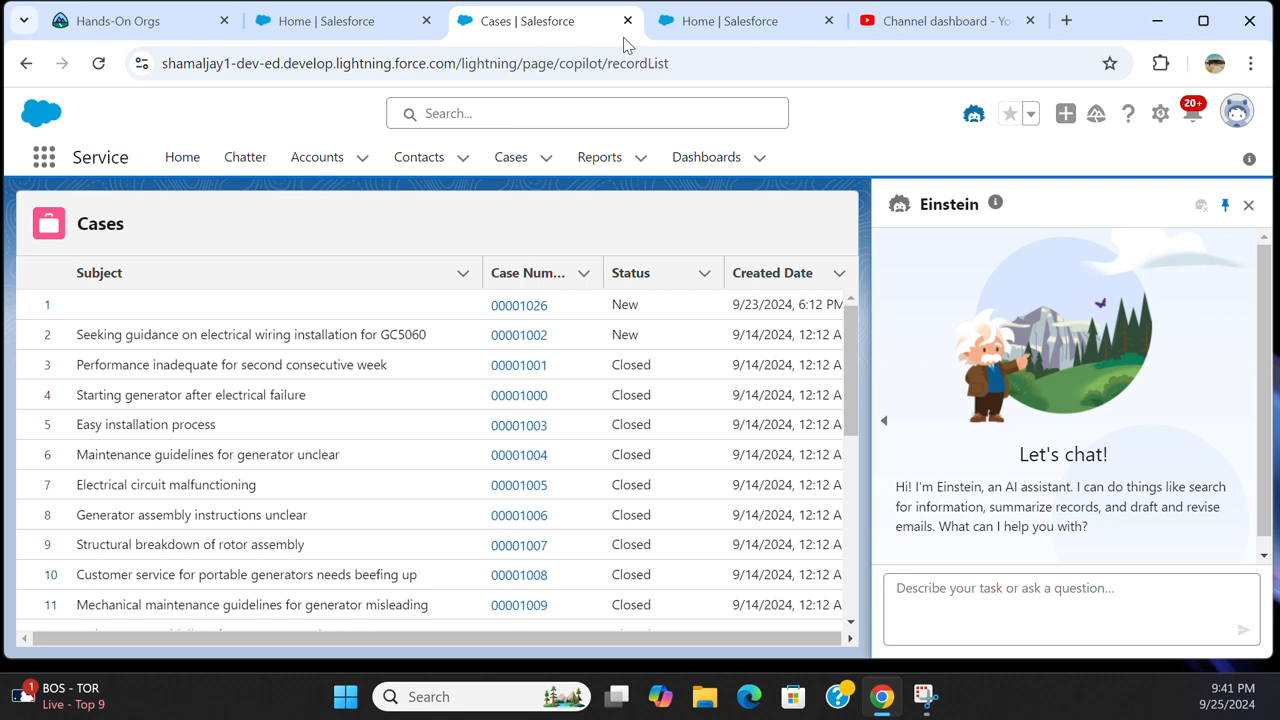 Hands-On Orgs
Home | Salesforce
Cases | Salesforce
Home | Salesforce
Channel dashboard - Yo
shamaljay1-dev-ed.develop.lightning.force.com/lightning/page/copilot/recordList
Search...
20+
Service
Home
Chatter
Accounts
Contacts
Cases
Reports
Dashboards
Cases
Subject Case Num... Status Created Date
1 00001026 New 9/23/2024, 6:12 PM
2 Seeking guidance on electrical wiring installation for GC5060 00001002 New 9/14/2024, 12:12 A
3 Performance inadequate for second consecutive week 00001001 Closed 9/14/2024, 12:12 A
4 Starting generator after electrical failure 00001000 Closed 9/14/2024, 12:12 A
5 Easy installation process 00001003 Closed 9/14/2024, 12:12 A
6 Maintenance guidelines for generator unclear 00001004 Closed 9/14/2024, 12:12 A
7 Electrical circuit malfunctioning 00001005 Closed 9/14/2024, 12:12 A
8 Generator assembly instructions unclear 00001006 Closed 9/14/2024, 12:12 A
9 Structural breakdown of rotor assembly 00001007 Closed 9/14/2024, 12:12 A
10 Customer service for portable generators needs beefing up 00001008 Closed 9/14/2024, 12:12 A
11 Mechanical maintenance guidelines for generator misleading 00001009 Closed 9/14/2024, 12:12 A
Einstein
Let's chat!
Hi! I'm Einstein, an AI assistant. I can do things like search
for information, summarize records, and draft and revise
emails. What can I help you with?
Describe your task or ask a question...
1
BOS - TOR
Live - Top 9
Search
9:41 PM
9/25/2024